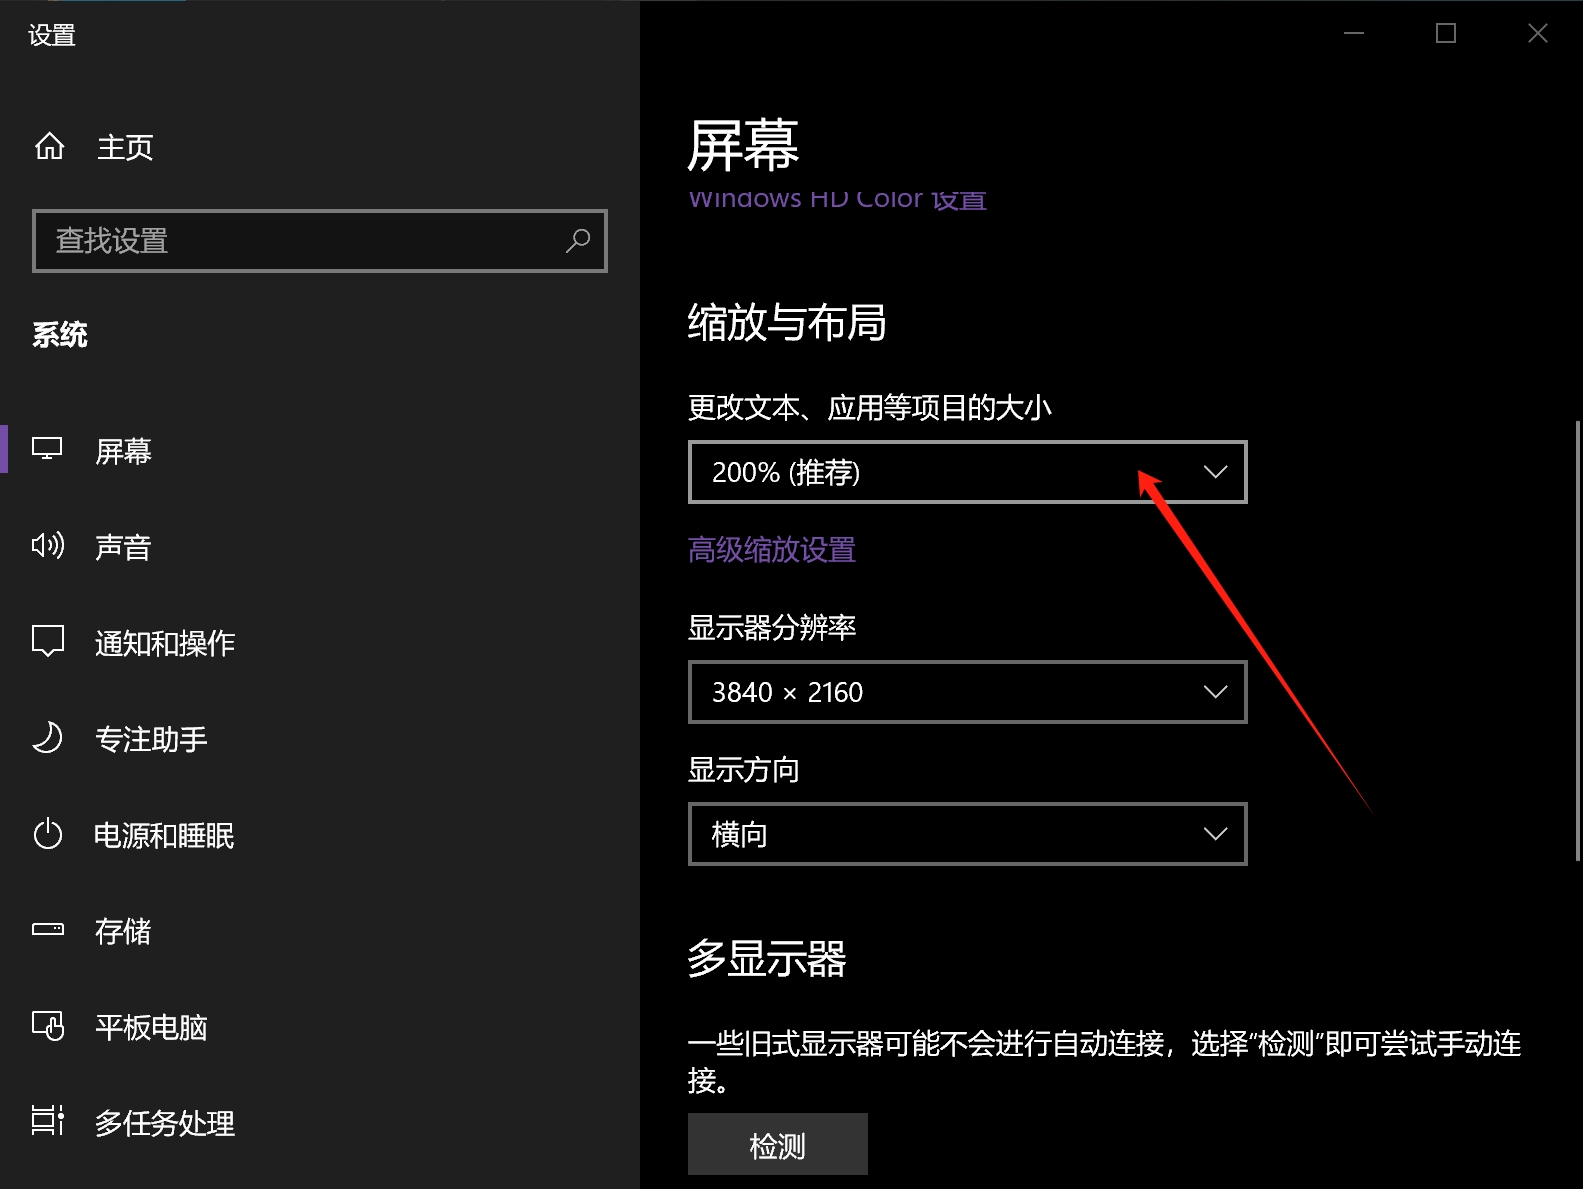 设置
主页
查找设置
系统
屏幕
声音
通知和操作
专注助手
电源和睡眠
存储
平板电脑
多任务处理
屏幕
Windows HD Color 设置
缩放与布局
更改文本、应用等项目的大小
200% (推荐)
高级缩放设置
显示器分辨率
3840 × 2160
显示方向
横向
多显示器
一些旧式显示器可能不会进行自动连接，选择“检测”即可尝试手动连
接。
检测